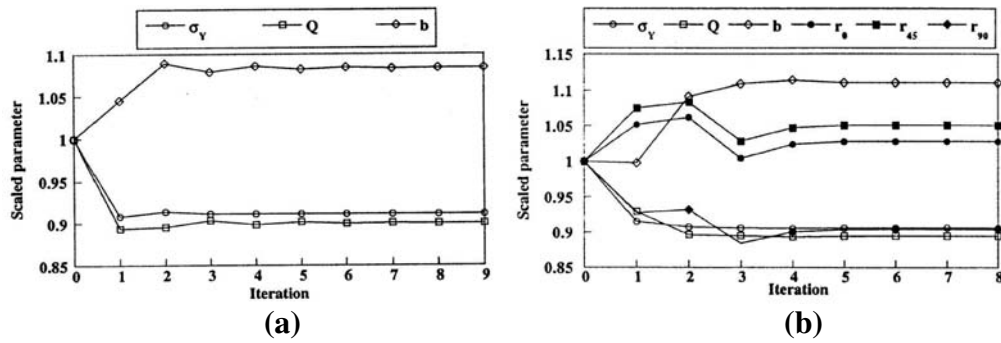 σY Q b
1.1
1.05
1
0.95
0.9
0.85
Scaled parameter
0 1 2 3 4 5 6 7 8 9
Iteration
(a)
σY Q b r0 r45 r90
1.15
1.1
1.05
1
0.95
0.9
0.85
Scaled parameter
0 1 2 3 4 5 6 7 8
Iteration
(b)